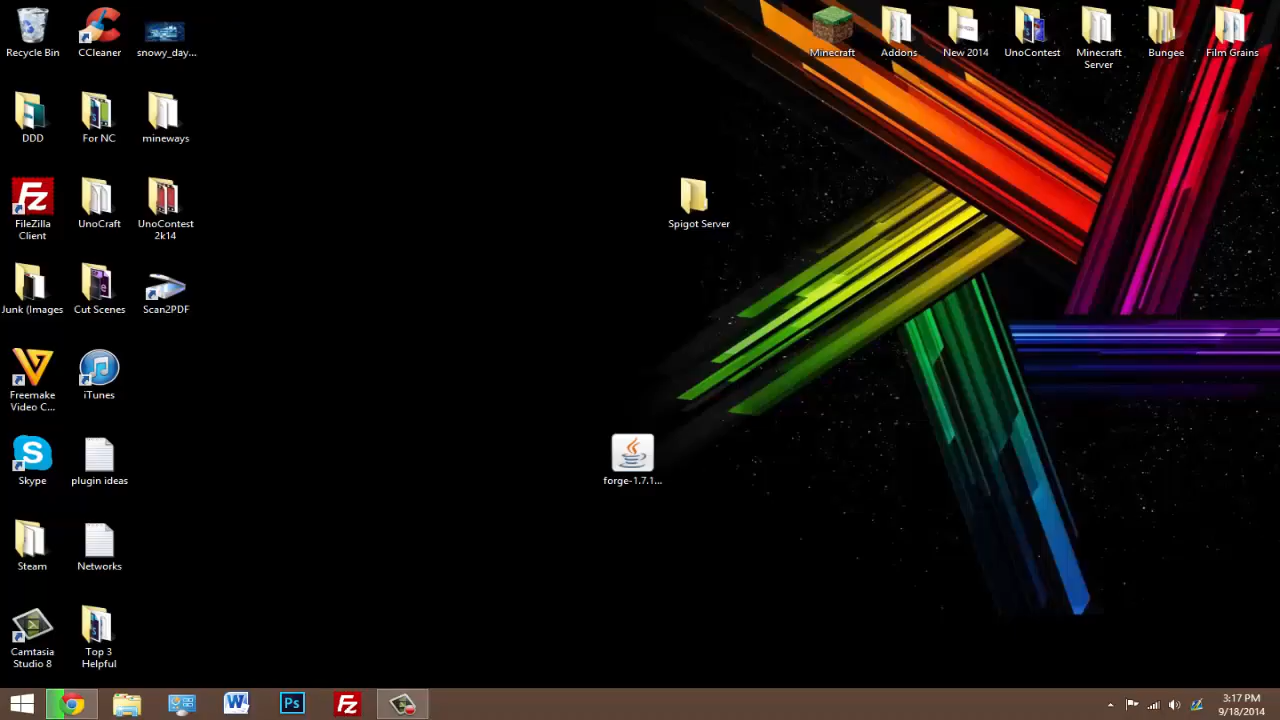 Recycle Bin
CCleaner
snowy_day...
Minecraft
Addons
New 2014
UnoContest
Minecraft
Server
Bungee
Film Grains
DDD
For NC
mineways
FileZilla
Client
UnoCraft
UnoContest
2k14
Spigot Server
Junk (Images
Cut Scenes
Scan2PDF
Freemake
Video C...
iTunes
Skype
plugin ideas
forge-1.7.1...
Steam
Networks
Camtasia
Studio 8
Top 3
Helpful
Ps
3:17 PM
9/18/2014